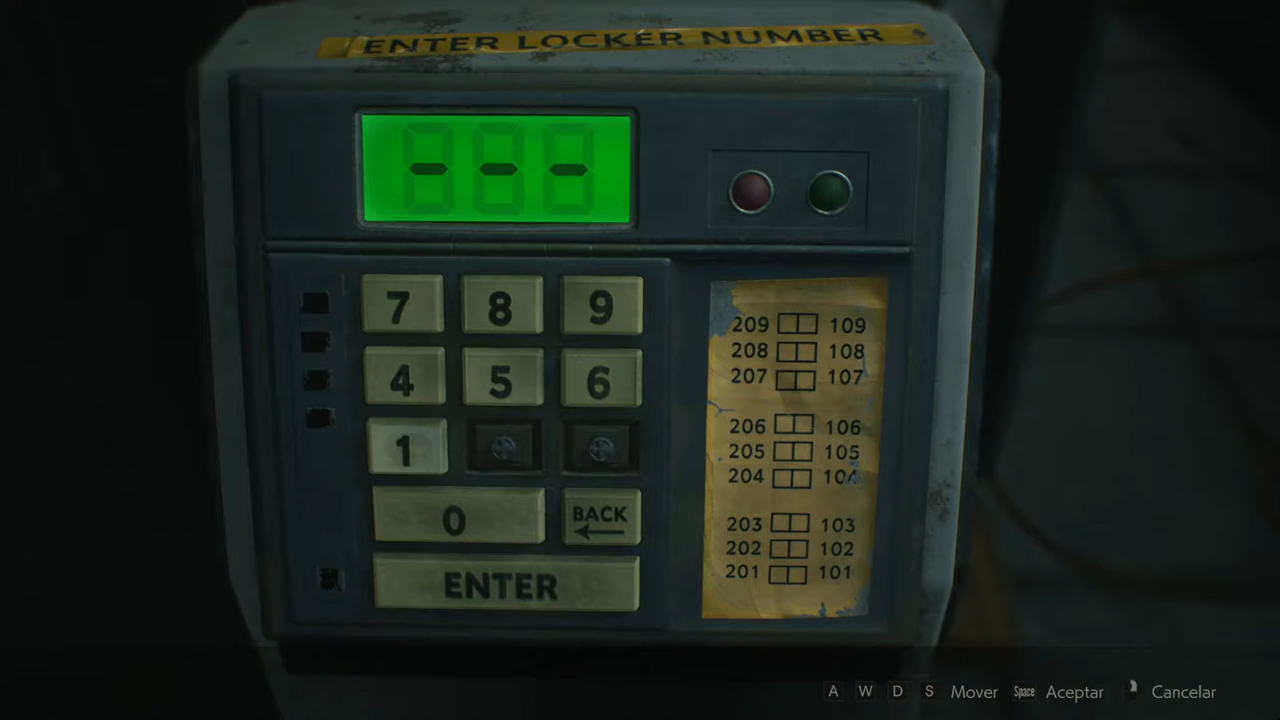 ENTER LOCKER NUMBER
- - -
7 8 9
4 5 6
1
0 BACK
ENTER
209 109
208 108
207 107
206 106
205 105
204 104
203 103
202 102
201 101
A W D S Mover Space Aceptar Cancelar